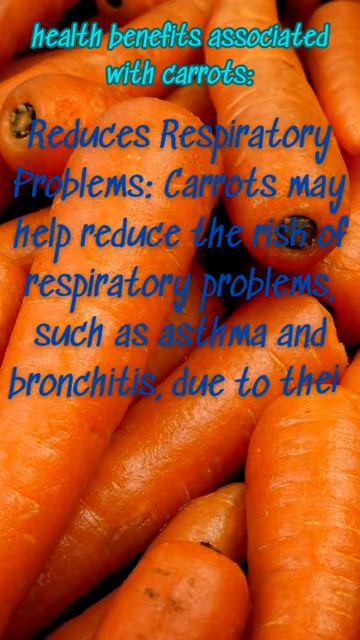 health benefits associated
with carrots:
Reduces Respiratory
Problems: Carrots may
help reduce the risk of
respiratory problems,
such as asthma and
bronchitis, due to thei